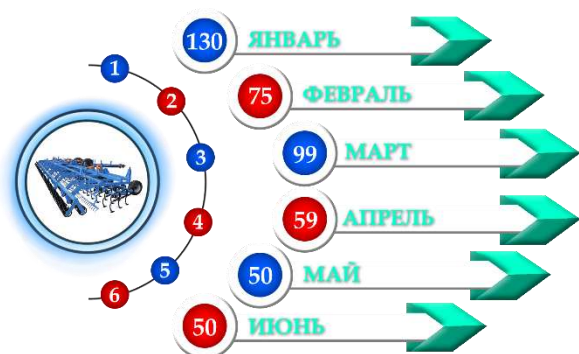 130 ЯНВАРЬ
1
75 ФЕВРАЛЬ
2
99 МАРТ
3
59 АПРЕЛЬ
4
50 МАЙ
5
50 ИЮНЬ
6